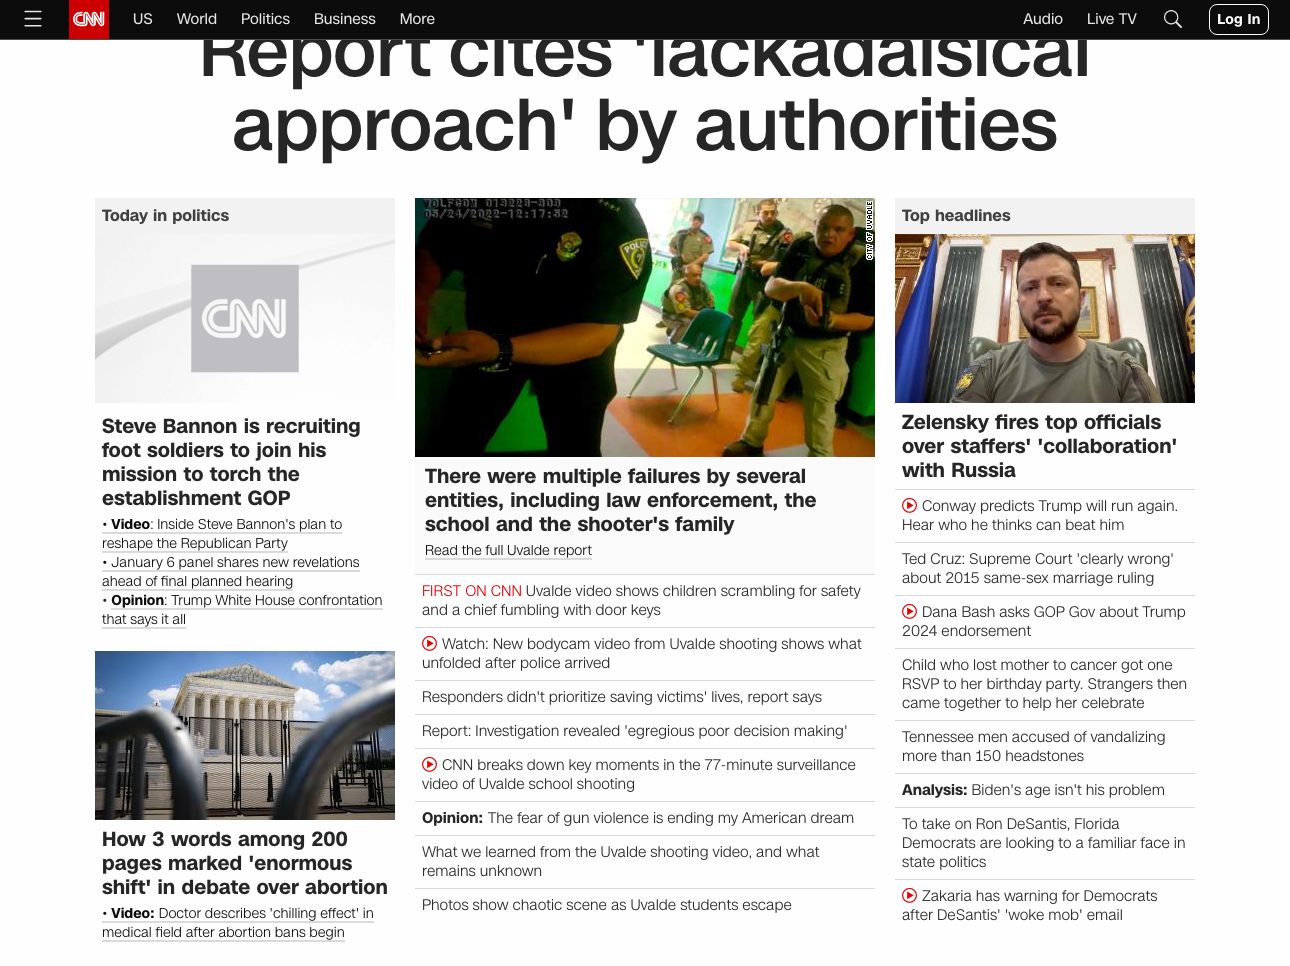 CNN
US
World
Politics
Business
More
Audio
Live TV
Log In
Report cites 'lackadaisical
approach' by authorities
Today in politics
CNN
Steve Bannon is recruiting
foot soldiers to join his
mission to torch the
establishment GOP
• Video: Inside Steve Bannon's plan to
reshape the Republican Party
• January 6 panel shares new revelations
ahead of final planned hearing
• Opinion: Trump White House confrontation
that says it all
How 3 words among 200
pages marked 'enormous
shift' in debate over abortion
• Video: Doctor describes 'chilling effect' in
medical field after abortion bans begin
05/24/2022-12:17:52
POLICE
CITY OF UVADLE
There were multiple failures by several
entities, including law enforcement, the
school and the shooter's family
Read the full Uvalde report
FIRST ON CNN Uvalde video shows children scrambling for safety
and a chief fumbling with door keys
Watch: New bodycam video from Uvalde shooting shows what
unfolded after police arrived
Responders didn't prioritize saving victims' lives, report says
Report: Investigation revealed 'egregious poor decision making'
CNN breaks down key moments in the 77-minute surveillance
video of Uvalde school shooting
Opinion: The fear of gun violence is ending my American dream
What we learned from the Uvalde shooting video, and what
remains unknown
Photos show chaotic scene as Uvalde students escape
Top headlines
Zelensky fires top officials
over staffers' 'collaboration'
with Russia
Conway predicts Trump will run again.
Hear who he thinks can beat him
Ted Cruz: Supreme Court 'clearly wrong'
about 2015 same-sex marriage ruling
Dana Bash asks GOP Gov about Trump
2024 endorsement
Child who lost mother to cancer got one
RSVP to her birthday party. Strangers then
came together to help her celebrate
Tennessee men accused of vandalizing
more than 150 headstones
Analysis: Biden's age isn't his problem
To take on Ron DeSantis, Florida
Democrats are looking to a familiar face in
state politics
Zakaria has warning for Democrats
after DeSantis' 'woke mob' email